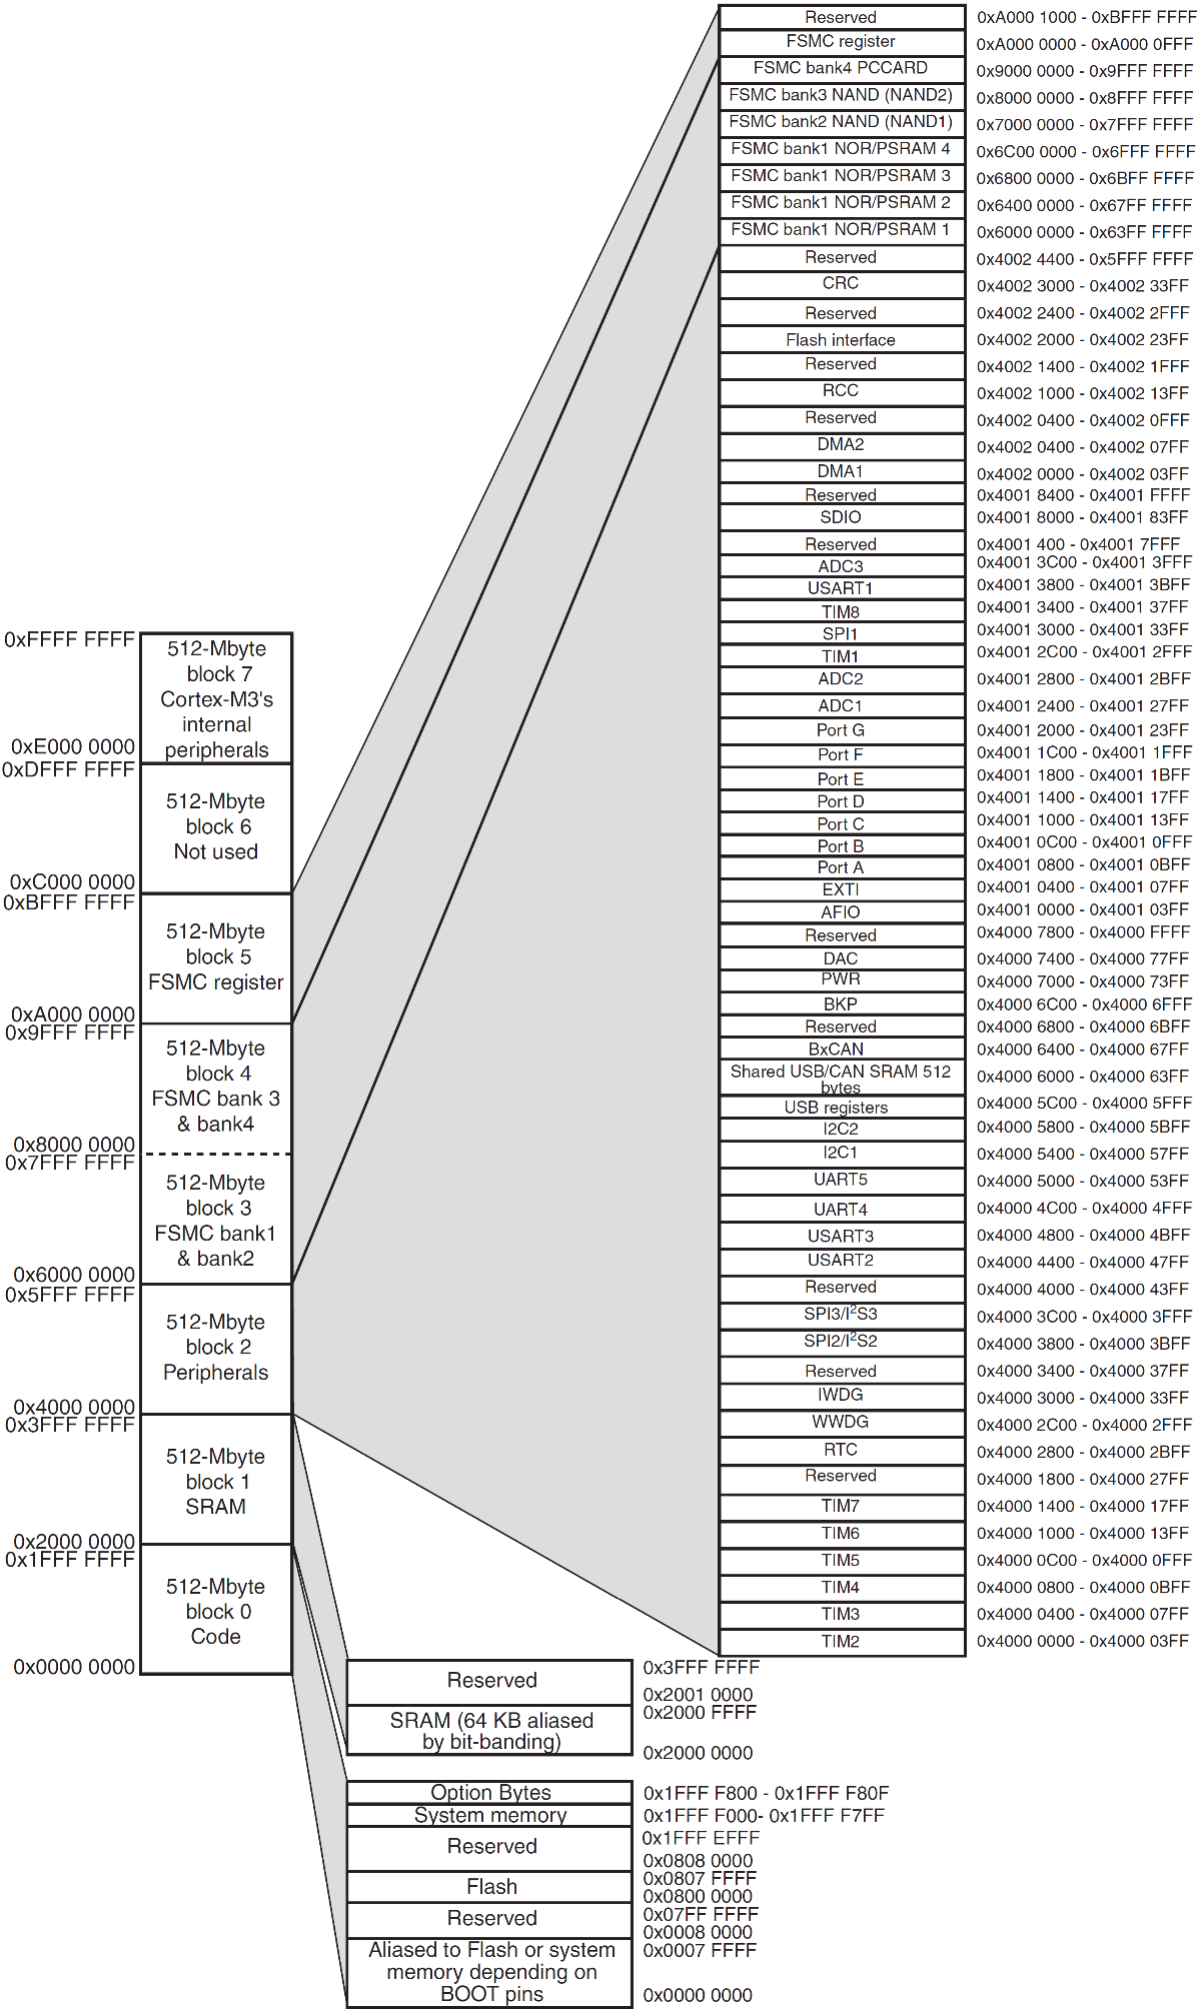 Reserved 0xA000 1000 - 0xBFFF FFFF
FSMC register 0xA000 0000 - 0xA000 0FFF
FSMC bank4 PCCARD 0x9000 0000 - 0x9FFF FFFF
FSMC bank3 NAND (NAND2) 0x8000 0000 - 0x8FFF FFFF
FSMC bank2 NAND (NAND1) 0x7000 0000 - 0x7FFF FFFF
FSMC bank1 NOR/PSRAM 4 0x6C00 0000 - 0x6FFF FFFF
FSMC bank1 NOR/PSRAM 3 0x6800 0000 - 0x6BFF FFFF
FSMC bank1 NOR/PSRAM 2 0x6400 0000 - 0x67FF FFFF
FSMC bank1 NOR/PSRAM 1 0x6000 0000 - 0x63FF FFFF
Reserved 0x4002 4400 - 0x5FFF FFFF
CRC 0x4002 3000 - 0x4002 33FF
Reserved 0x4002 2400 - 0x4002 2FFF
Flash interface 0x4002 2000 - 0x4002 23FF
Reserved 0x4002 1400 - 0x4002 1FFF
RCC 0x4002 1000 - 0x4002 13FF
Reserved 0x4002 0400 - 0x4002 0FFF
DMA2 0x4002 0400 - 0x4002 07FF
DMA1 0x4002 0000 - 0x4002 03FF
Reserved 0x4001 8400 - 0x4001 FFFF
SDIO 0x4001 8000 - 0x4001 83FF
Reserved 0x4001 400 - 0x4001 7FFF
ADC3 0x4001 3C00 - 0x4001 3FFF
USART1 0x4001 3800 - 0x4001 3BFF
TIM8 0x4001 3400 - 0x4001 37FF
SPI1 0x4001 3000 - 0x4001 33FF
TIM1 0x4001 2C00 - 0x4001 2FFF
ADC2 0x4001 2800 - 0x4001 2BFF
ADC1 0x4001 2400 - 0x4001 27FF
Port G 0x4001 2000 - 0x4001 23FF
Port F 0x4001 1C00 - 0x4001 1FFF
Port E 0x4001 1800 - 0x4001 1BFF
Port D 0x4001 1400 - 0x4001 17FF
Port C 0x4001 1000 - 0x4001 13FF
Port B 0x4001 0C00 - 0x4001 0FFF
Port A 0x4001 0800 - 0x4001 0BFF
EXTI 0x4001 0400 - 0x4001 07FF
AFIO 0x4001 0000 - 0x4001 03FF
Reserved 0x4000 7800 - 0x4000 FFFF
DAC 0x4000 7400 - 0x4000 77FF
PWR 0x4000 7000 - 0x4000 73FF
BKP 0x4000 6C00 - 0x4000 6FFF
Reserved 0x4000 6800 - 0x4000 6BFF
BxCAN 0x4000 6400 - 0x4000 67FF
Shared USB/CAN SRAM 512
bytes 0x4000 6000 - 0x4000 63FF
USB registers 0x4000 5C00 - 0x4000 5FFF
I2C2 0x4000 5800 - 0x4000 5BFF
I2C1 0x4000 5400 - 0x4000 57FF
UART5 0x4000 5000 - 0x4000 53FF
UART4 0x4000 4C00 - 0x4000 4FFF
USART3 0x4000 4800 - 0x4000 4BFF
USART2 0x4000 4400 - 0x4000 47FF
Reserved 0x4000 4000 - 0x4000 43FF
SPI3/I²S3 0x4000 3C00 - 0x4000 3FFF
SPI2/I²S2 0x4000 3800 - 0x4000 3BFF
Reserved 0x4000 3400 - 0x4000 37FF
IWDG 0x4000 3000 - 0x4000 33FF
WWDG 0x4000 2C00 - 0x4000 2FFF
RTC 0x4000 2800 - 0x4000 2BFF
Reserved 0x4000 1800 - 0x4000 27FF
TIM7 0x4000 1400 - 0x4000 17FF
TIM6 0x4000 1000 - 0x4000 13FF
TIM5 0x4000 0C00 - 0x4000 0FFF
TIM4 0x4000 0800 - 0x4000 0BFF
TIM3 0x4000 0400 - 0x4000 07FF
TIM2 0x4000 0000 - 0x4000 03FF
0xFFFF FFFF
512-Mbyte
block 7
Cortex-M3's
internal
peripherals
0xE000 0000
0xDFFF FFFF
512-Mbyte
block 6
Not used
0xC000 0000
0xBFFF FFFF
512-Mbyte
block 5
FSMC register
0xA000 0000
0x9FFF FFFF
512-Mbyte
block 4
FSMC bank 3
& bank4
0x8000 0000
0x7FFF FFFF
512-Mbyte
block 3
FSMC bank1
& bank2
0x6000 0000
0x5FFF FFFF
512-Mbyte
block 2
Peripherals
0x4000 0000
0x3FFF FFFF
512-Mbyte
block 1
SRAM
0x2000 0000
0x1FFF FFFF
512-Mbyte
block 0
Code
0x0000 0000
Reserved
0x3FFF FFFF
0x2001 0000
0x2000 FFFF
SRAM (64 KB aliased
by bit-banding)
0x2000 0000
Option Bytes 0x1FFF F800 - 0x1FFF F80F
System memory 0x1FFF F000- 0x1FFF F7FF
Reserved
0x1FFF EFFF
0x0808 0000
0x0807 FFFF
Flash
0x0800 0000
0x07FF FFFF
Reserved
0x0008 0000
0x0007 FFFF
Aliased to Flash or system
memory depending on
BOOT pins
0x0000 0000